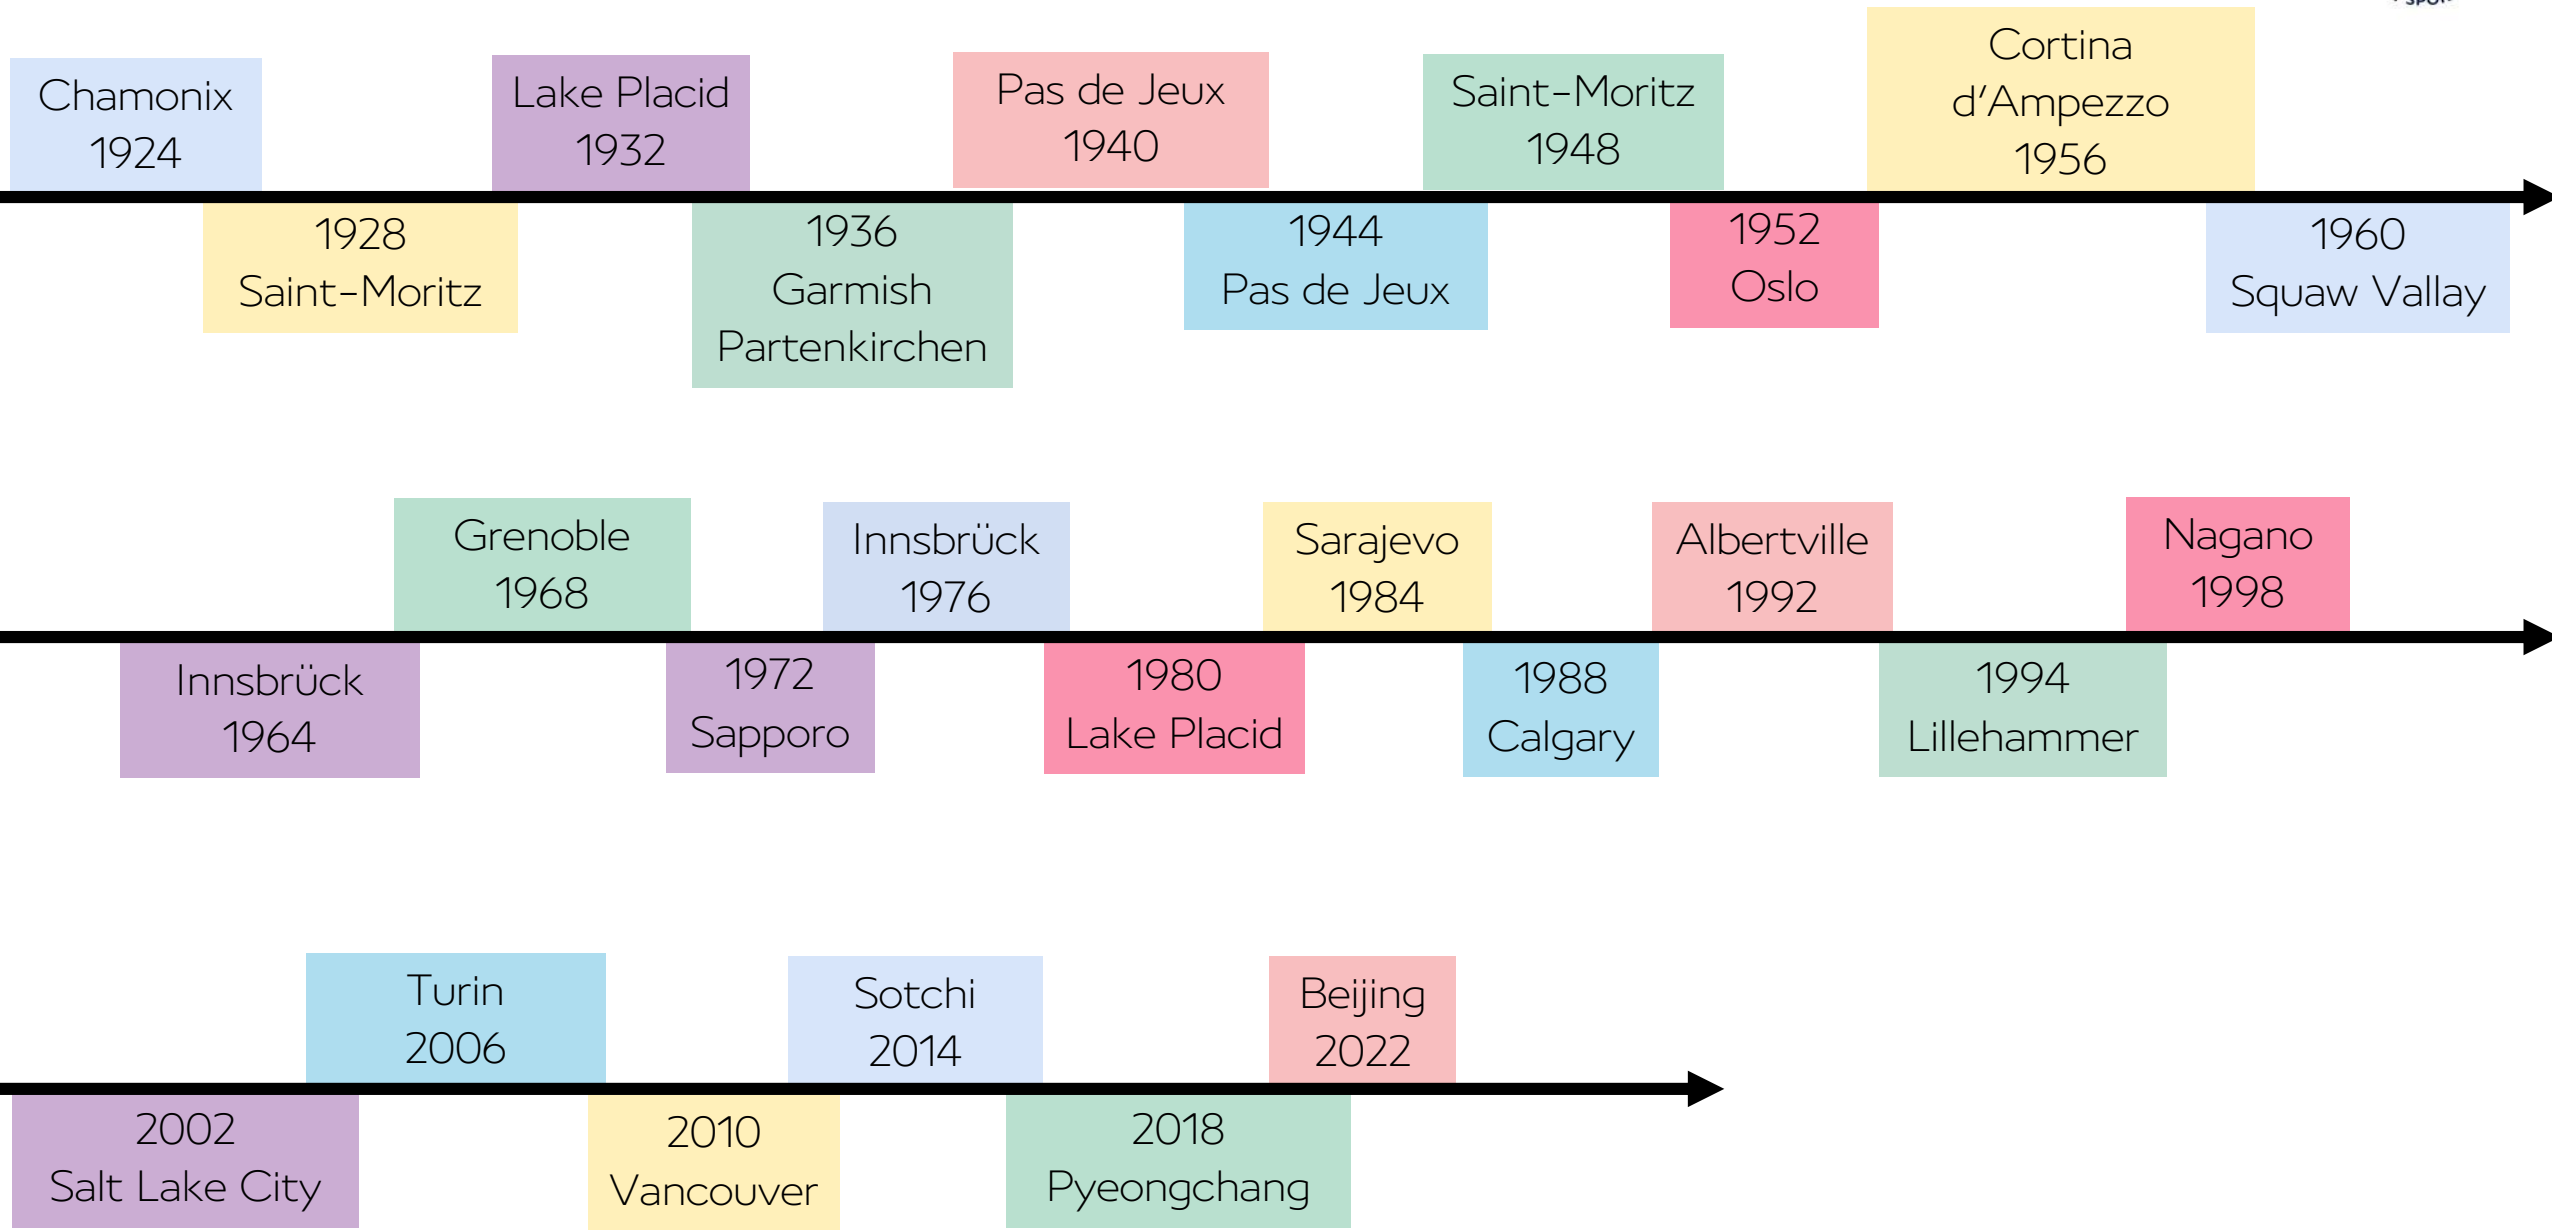 Chamonix
1924
1928
Saint-Moritz
Lake Placid
1932
1936
Garmish
Partenkirchen
Pas de Jeux
1940
1944
Pas de Jeux
Saint-Moritz
1948
1952
Oslo
Cortina
d'Ampezzo
1956
1960
Squaw Vallay
Innsbrück
1964
Grenoble
1968
1972
Sapporo
Innsbrück
1976
1980
Lake Placid
Sarajevo
1984
1988
Calgary
Albertville
1992
1994
Lillehammer
Nagano
1998
2002
Salt Lake City
Turin
2006
2010
Vancouver
Sotchi
2014
2018
Pyeongchang
Beijing
2022